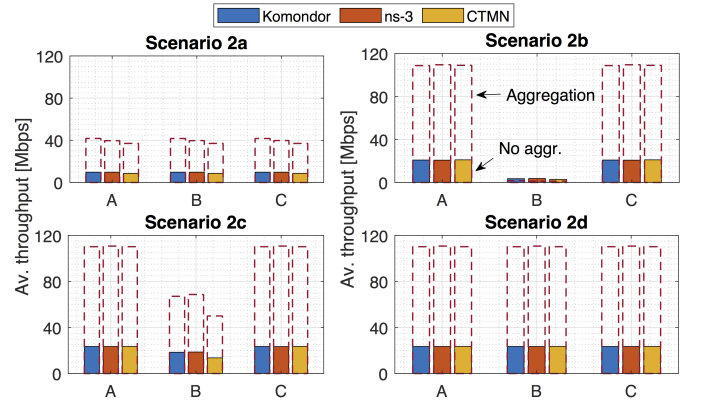 Komondor ns-3 CTMN
Scenario 2a
Scenario 2b
Av. throughput [Mbps]
120
80
40
0
A B C
120
80
40
0
Aggregation
No aggr.
A B C
Av. throughput [Mbps]
Scenario 2c
Scenario 2d
120
80
40
0
A B C
120
80
40
0
A B C